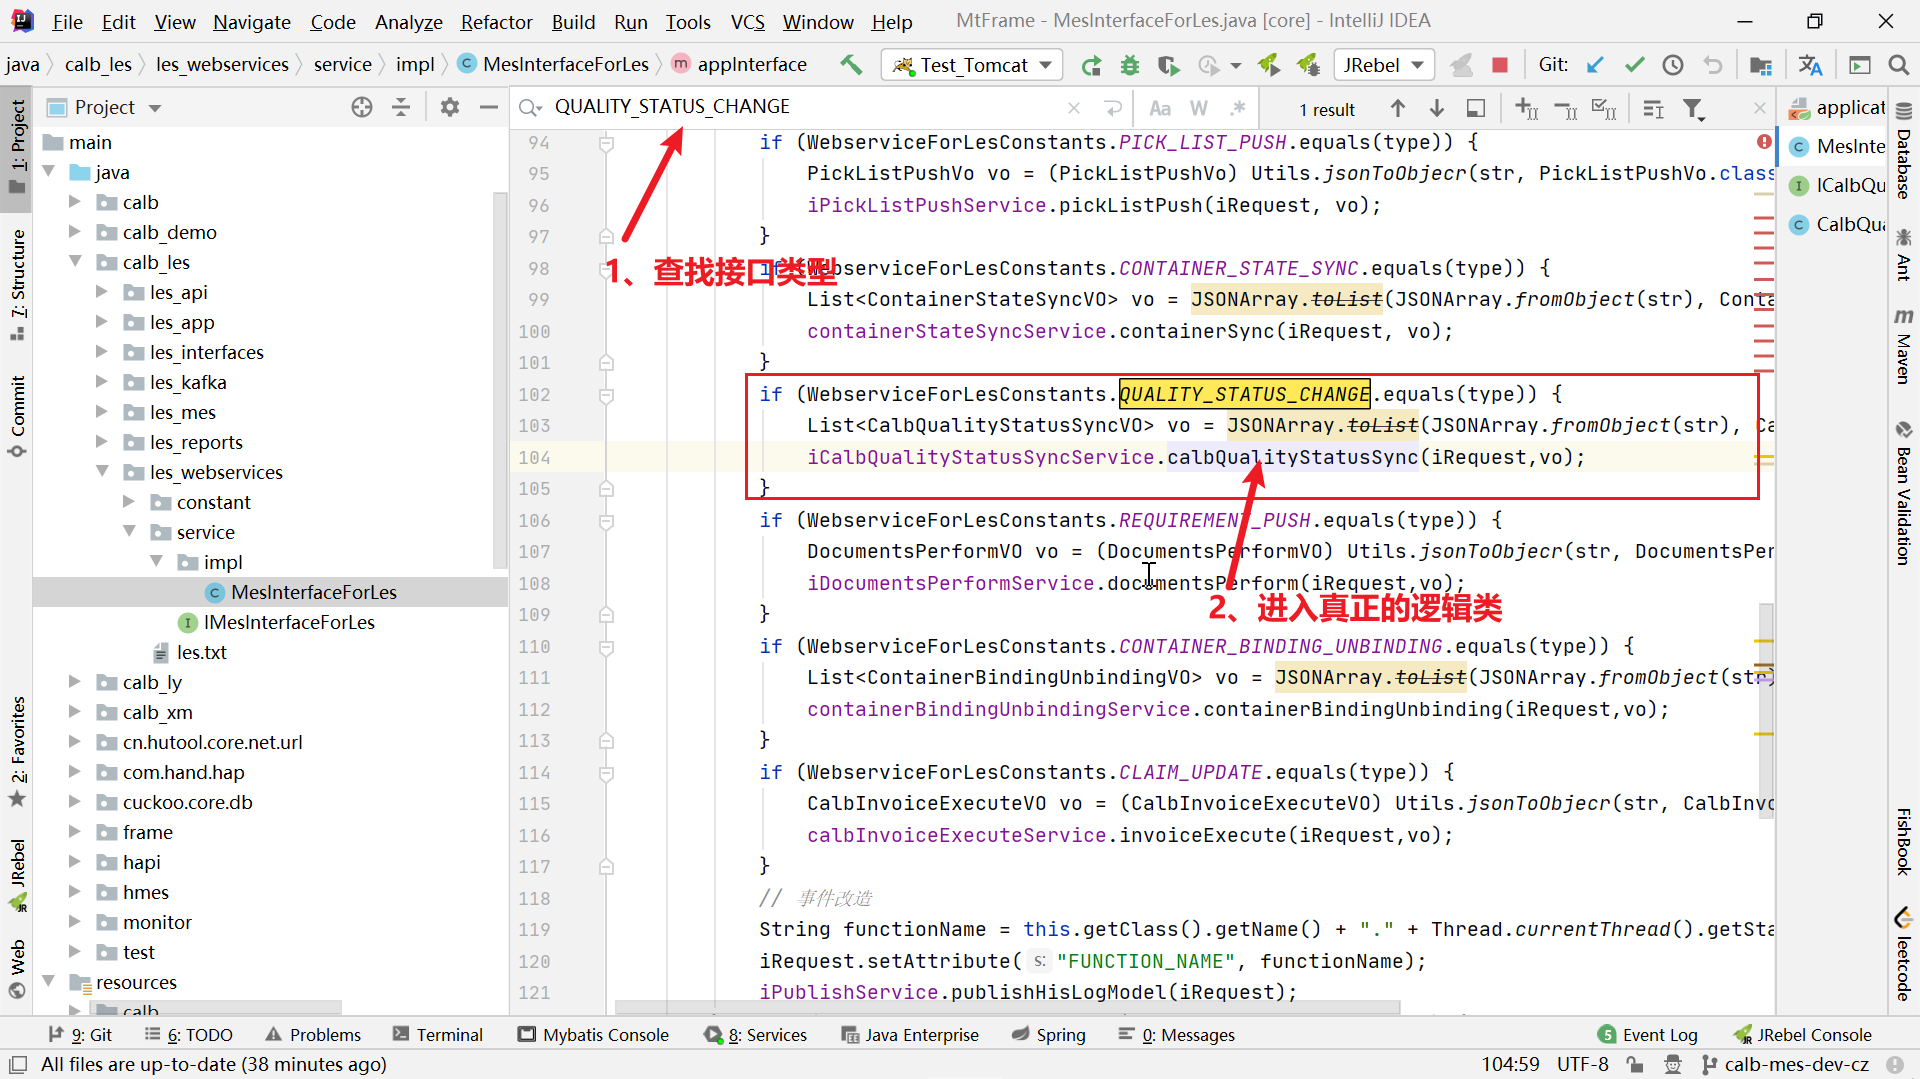 File Edit View Navigate Code Analyze Refactor Build Run Tools VCS Window Help MtFrame - MesInterfaceForLes.java [core] - IntelliJ IDEA
java calb_les les_webservices service impl MesInterfaceForLes appInterface Test_Tomcat JRebel Git:
Project
QUALITY_STATUS_CHANGE
Aa W .* 1 result
1: Project
7: Structure
Commit
2: Favorites
JRebel
Web
main
java
calb
calb_demo
calb_les
les_api
les_app
les_interfaces
les_kafka
les_mes
les_reports
les_webservices
constant
service
impl
MesInterfaceForLes
IMesInterfaceForLes
les.txt
calb_ly
calb_xm
cn.hutool.core.net.url
com.hand.hap
cuckoo.core.db
frame
hapi
hmes
monitor
test
resources
calb
94 if (WebserviceForLesConstants.PICK_LIST_PUSH.equals(type)) {
95 PickListPushVo vo = (PickListPushVo) Utils.jsonToObjecr(str, PickListPushVo.class
96 iPickListPushService.pickListPush(iRequest, vo);
97 }
1、查找接口类型
98 if (WebserviceForLesConstants.CONTAINER_STATE_SYNC.equals(type)) {
99 List<ContainerStateSyncVO> vo = JSONArray.toList(JSONArray.fromObject(str), Cont
100 containerStateSyncService.containerSync(iRequest, vo);
101 }
102 if (WebserviceForLesConstants.QUALITY_STATUS_CHANGE.equals(type)) {
103 List<CalbQualityStatusSyncVO> vo = JSONArray.toList(JSONArray.fromObject(str), Ca
104 iCalbQualityStatusSyncService.calbQualityStatusSync(iRequest,vo);
105 }
106 if (WebserviceForLesConstants.REQUIREMENT_PUSH.equals(type)) {
107 DocumentsPerformVO vo = (DocumentsPerformVO) Utils.jsonToObjecr(str, DocumentsPer
108 iDocumentsPerformService.documentsPerform(iRequest,vo);
2、进入真正的逻辑类
109 }
110 if (WebserviceForLesConstants.CONTAINER_BINDING_UNBINDING.equals(type)) {
111 List<ContainerBindingUnbindingVO> vo = JSONArray.toList(JSONArray.fromObject(str)
112 containerBindingUnbindingService.containerBindingUnbinding(iRequest,vo);
113 }
114 if (WebserviceForLesConstants.CLAIM_UPDATE.equals(type)) {
115 CalbInvoiceExecuteVO vo = (CalbInvoiceExecuteVO) Utils.jsonToObjecr(str, CalbInvo
116 calbInvoiceExecuteService.invoiceExecute(iRequest,vo);
117 }
118 // 事件改造
119 String functionName = this.getClass().getName() + "." + Thread.currentThread().getSta
120 iRequest.setAttribute( s: "FUNCTION_NAME", functionName);
121 iPublishService.publishHisLogModel(iRequest);
applicat
MesInte
ICalbQu
CalbQua
Database
Ant
Maven
Bean Validation
FishBook
leetcode
9: Git 6: TODO Problems Terminal Mybatis Console 8: Services Java Enterprise Spring 0: Messages 5 Event Log JRebel Console
All files are up-to-date (38 minutes ago) 104:59 UTF-8 calb-mes-dev-cz